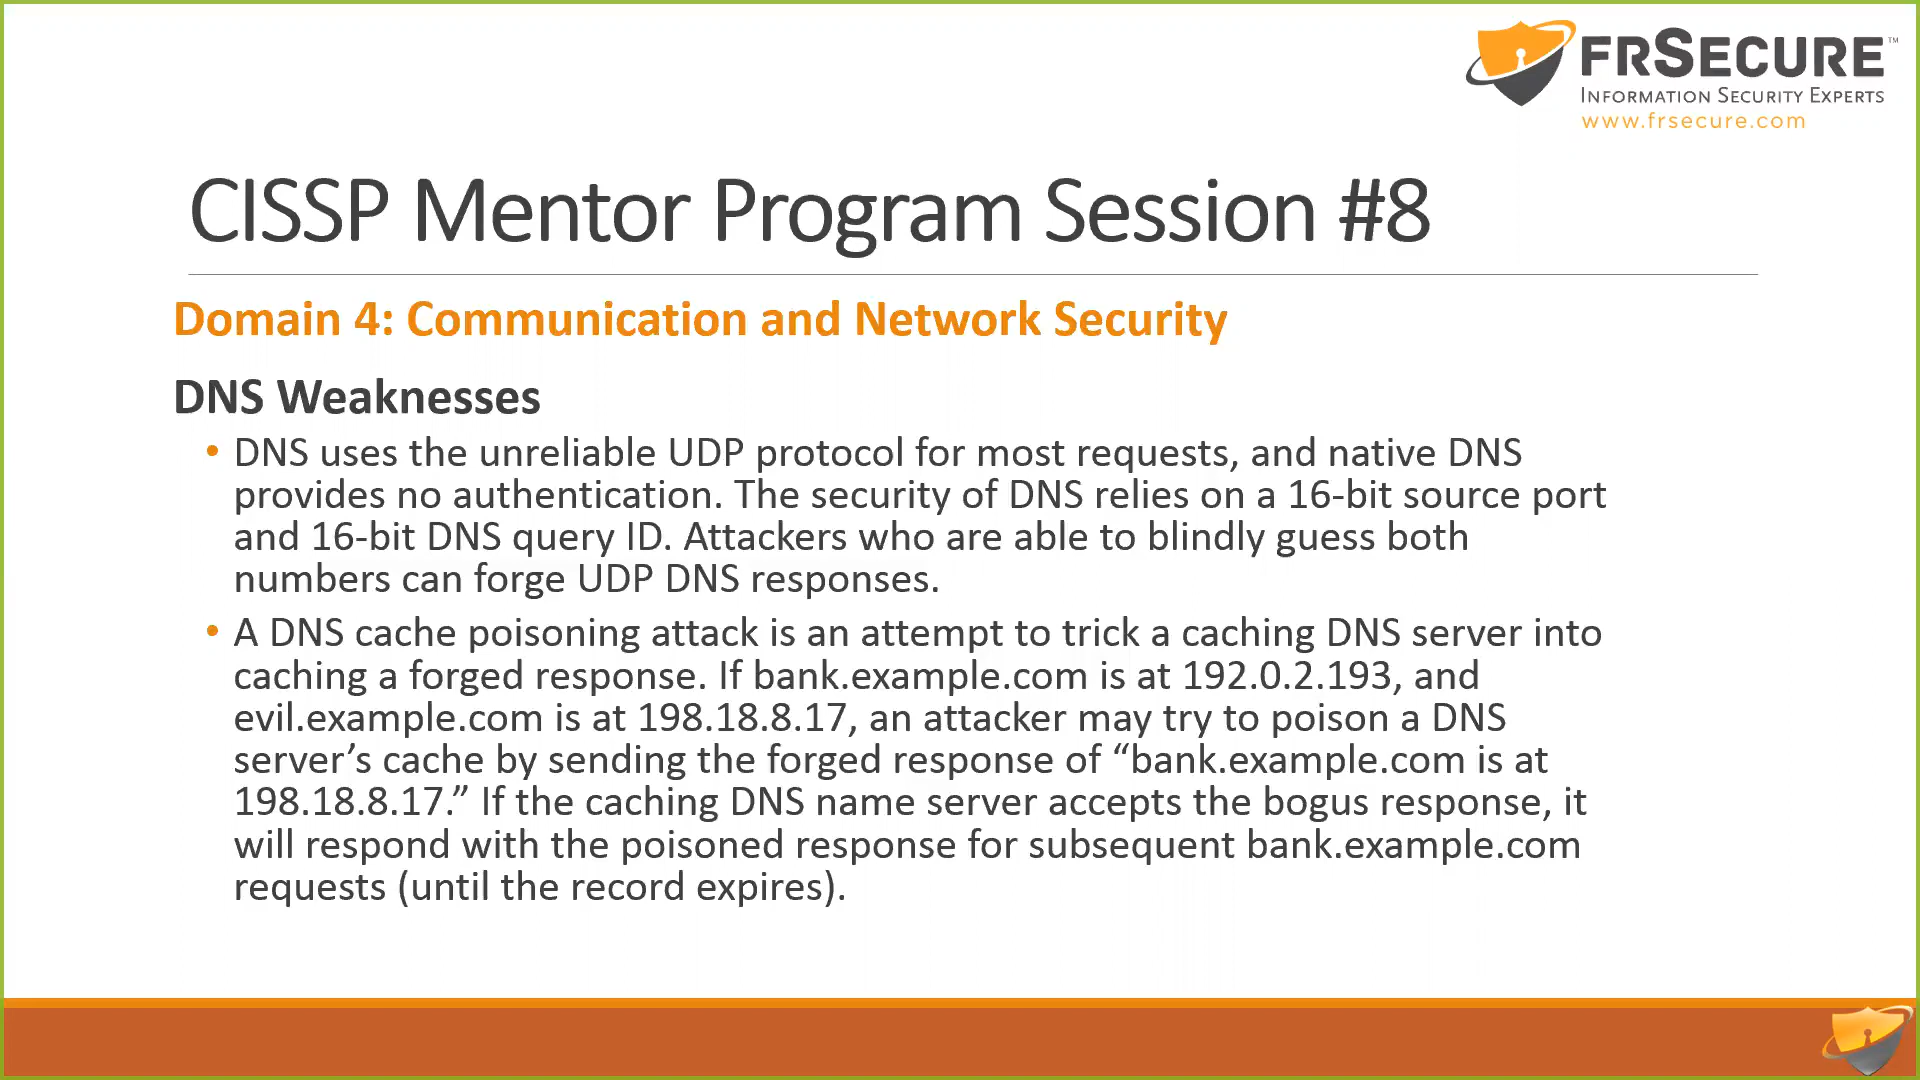 FRSECURE™
INFORMATION SECURITY EXPERTS
www.frsecure.com
CISSP Mentor Program Session #8
Domain 4: Communication and Network Security
DNS Weaknesses
• DNS uses the unreliable UDP protocol for most requests, and native DNS
provides no authentication. The security of DNS relies on a 16-bit source port
and 16-bit DNS query ID. Attackers who are able to blindly guess both
numbers can forge UDP DNS responses.
• A DNS cache poisoning attack is an attempt to trick a caching DNS server into
caching a forged response. If bank.example.com is at 192.0.2.193, and
evil.example.com is at 198.18.8.17, an attacker may try to poison a DNS
server’s cache by sending the forged response of “bank.example.com is at
198.18.8.17.” If the caching DNS name server accepts the bogus response, it
will respond with the poisoned response for subsequent bank.example.com
requests (until the record expires).